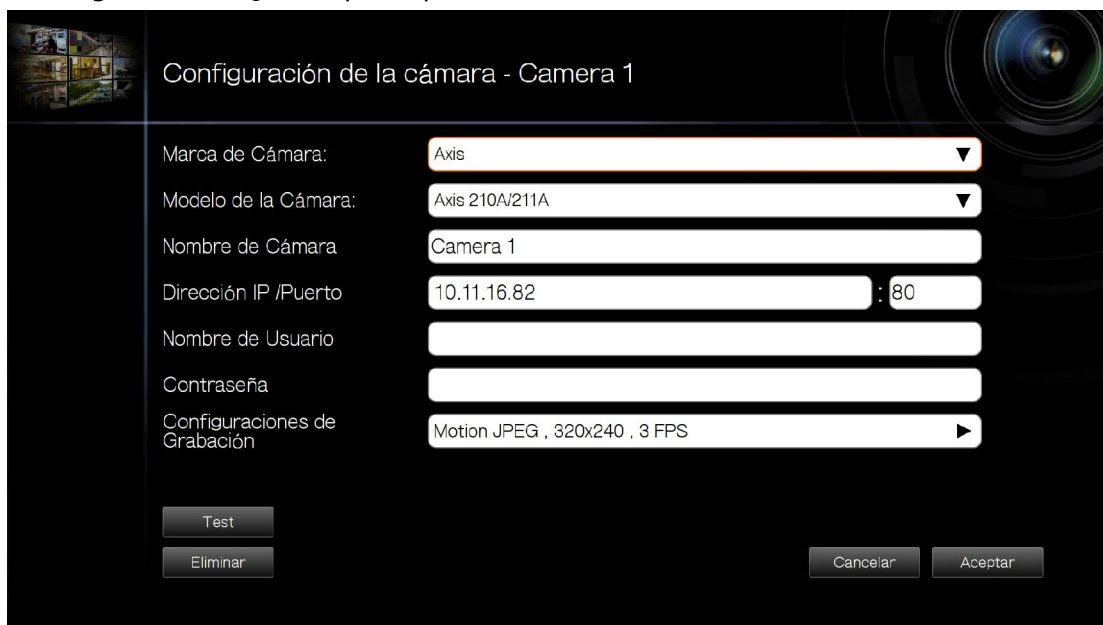 Configuración de la cámara - Camera 1
Marca de Cámara:
Axis
Modelo de la Cámara:
Axis 210A/211A
Nombre de Cámara
Camera 1
Dirección IP /Puerto
10.11.16.82 : 80
Nombre de Usuario
Contraseña
Configuraciones de
Grabación
Motion JPEG , 320x240 , 3 FPS
Test
Eliminar
Cancelar
Aceptar